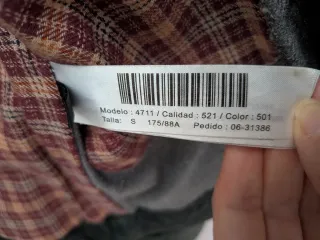 Modelo : 4711 / Calidad : 521 / Color : 501
Talla: S 175/88A Pedido : 06-31386